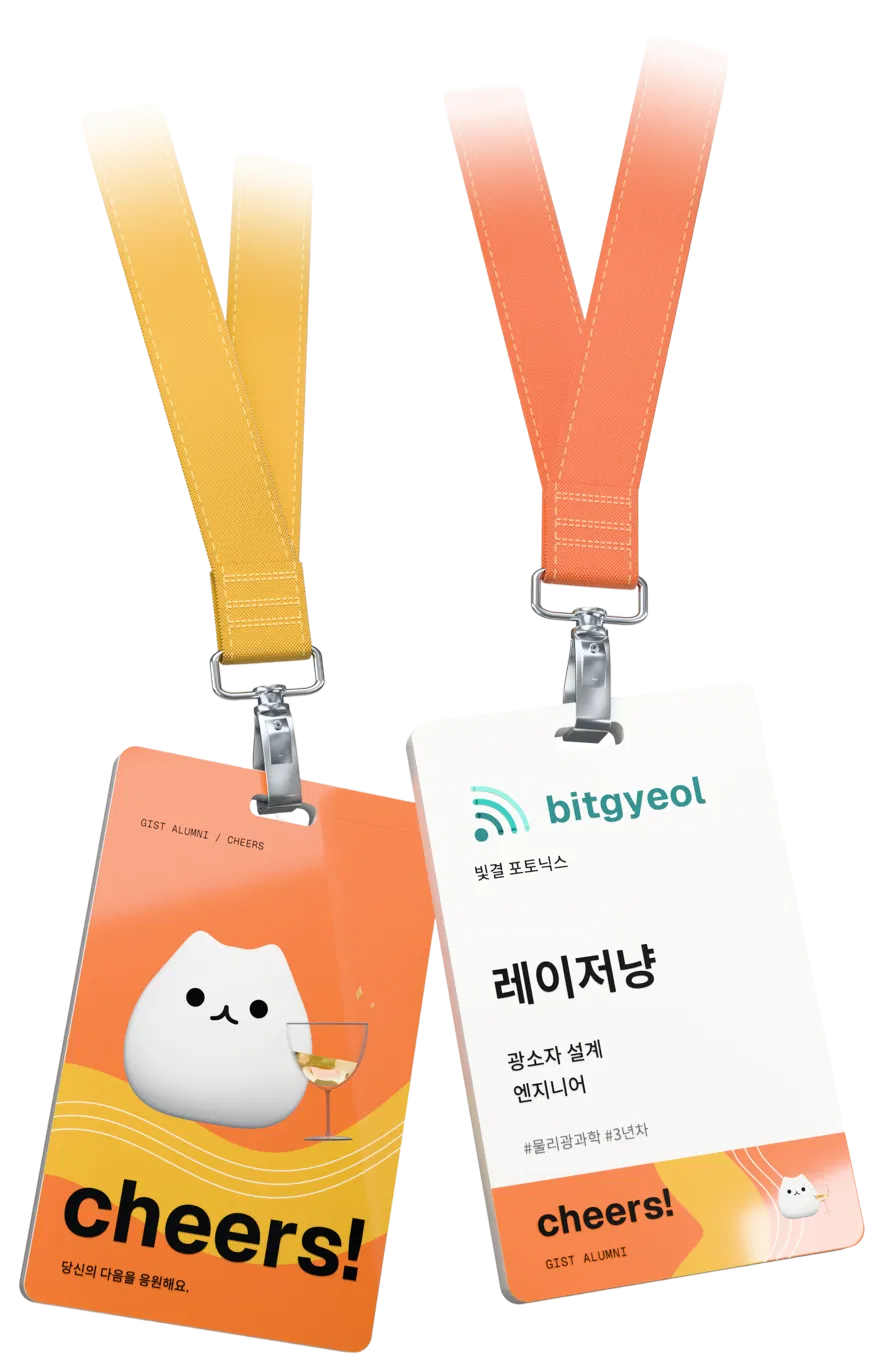 GIST ALUMNI / CHEERS
cheers!
당신의 다음을 응원해요.
bitgyeol
빛결 포토닉스
레이저냥
광소자 설계
엔지니어
#물리광과학 #3년차
cheers!
GIST ALUMNI